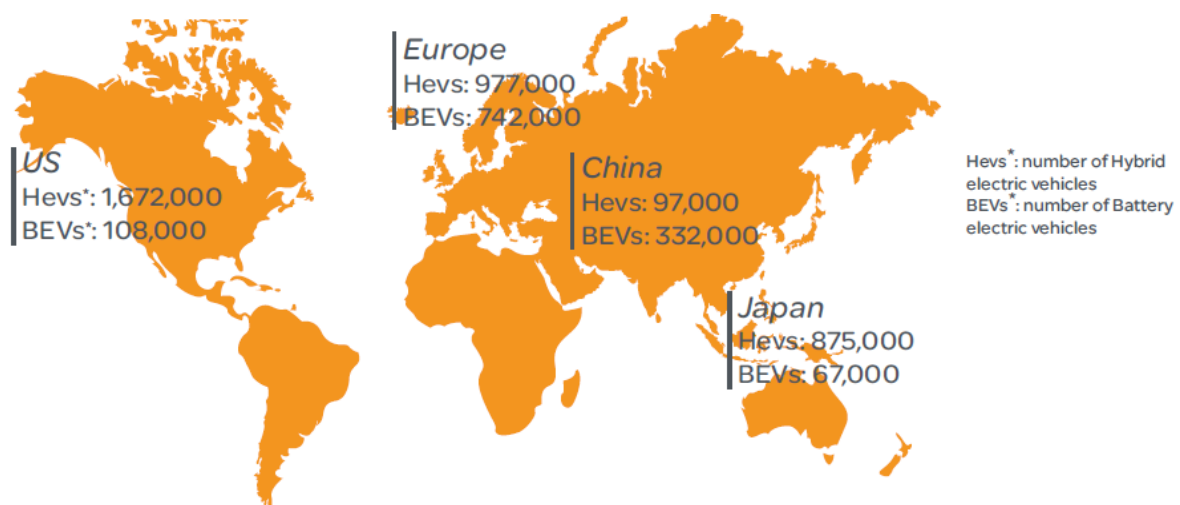 Europe
Hevs: 977,000
BEVs: 742,000
US
Hevs*: 1,672,000
BEVs*: 108,000
China
Hevs: 97,000
BEVs: 332,000
Hevs*: number of Hybrid
electric vehicles
BEVs*: number of Battery
electric vehicles
Japan
Hevs: 875,000
BEVs: 67,000